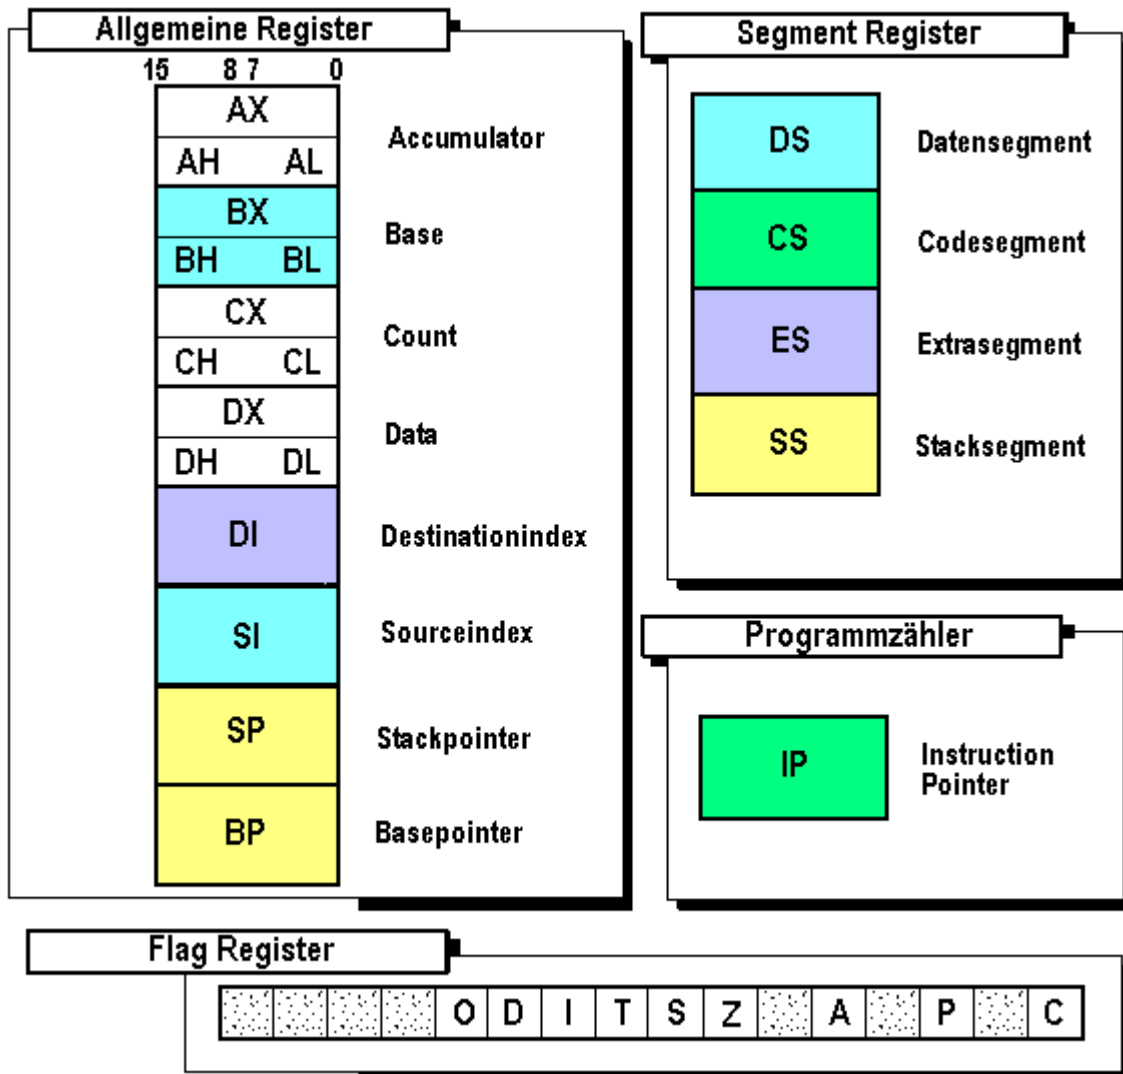 Allgemeine Register
15 8 7 0
AX
AH AL
Accumulator
BX
BH BL
Base
CX
CH CL
Count
DX
DH DL
Data
DI
Destinationindex
SI
Sourceindex
SP
Stackpointer
BP
Basepointer
Segment Register
DS
Datensegment
CS
Codesegment
ES
Extrasegment
SS
Stacksegment
Programmzähler
IP
Instruction
Pointer
Flag Register
O D I T S Z A P C